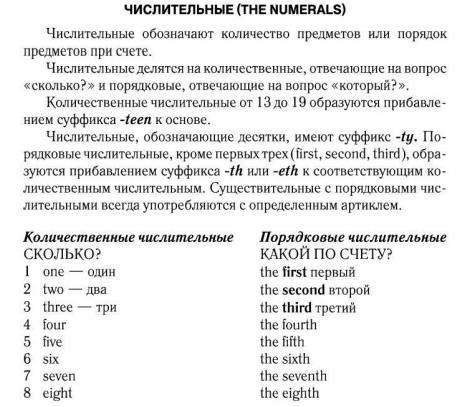 ЧИСЛИТЕЛЬНЫЕ (THE NUMERALS)
Числительные обозначают количество предметов или порядок
предметов при счете.
Числительные делятся на количественные, отвечающие на вопрос
«сколько?» и порядковые, отвечающие на вопрос «который?».
Количественные числительные от 13 до 19 образуются прибавле-
нием суффикса -teen к основе.
Числительные, обозначающие десятки, имеют суффикс -ty. По-
рядковые числительные, кроме первых трех (first, second, third), обра-
зуются прибавлением суффикса -th или -eth к соответствующим ко-
личественным числительным. Существительные с порядковыми чис-
лительными всегда употребляются с определенным артиклем.
Количественные числительные Порядковые числительные
СКОЛЬКО? КАКОЙ ПО СЧЕТУ?
1 one — один the first первый
2 two — два the second второй
3 three — три the third третий
4 four the fourth
5 five the fifth
6 six the sixth
7 seven the seventh
8 eight the eighth